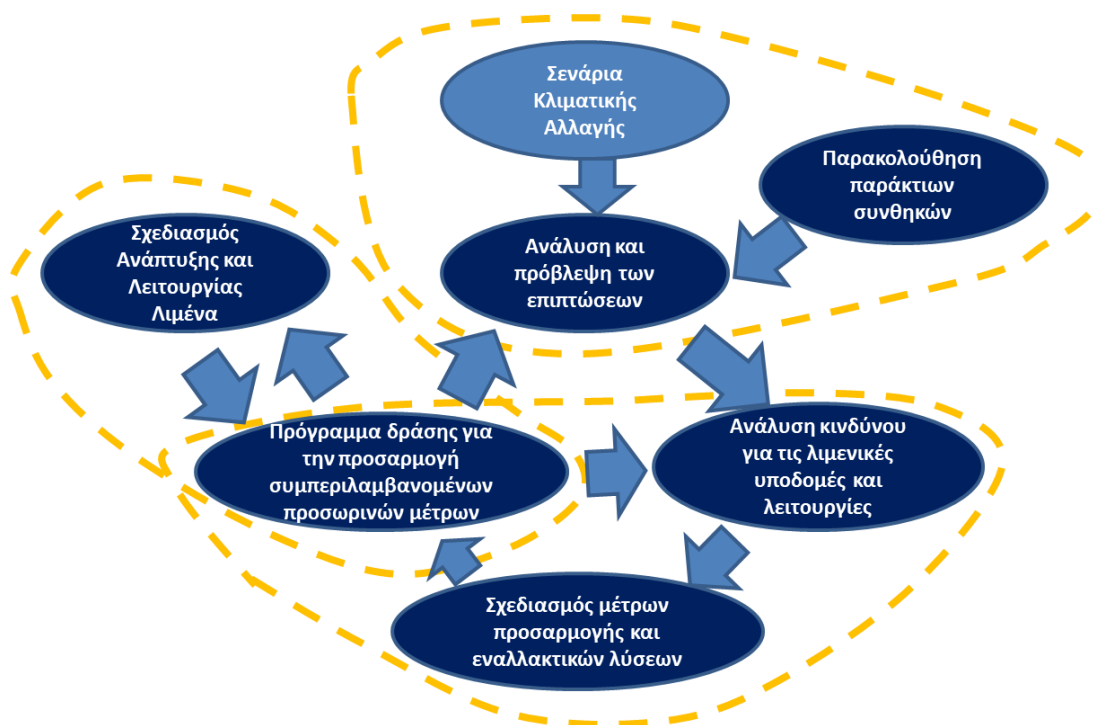 Σενάρια
Κλιματικής
Αλλαγής
Παρακολούθηση
παράκτιων
συνθηκών
Σχεδιασμός
Ανάπτυξης και
Λειτουργίας
Λιμένα
Ανάλυση και
πρόβλεψη των
επιπτώσεων
Πρόγραμμα δράσης για
την προσαρμογή
συμπεριλαμβανομένων
προσωρινών μέτρων
Ανάλυση κινδύνου
για τις λιμενικές
υποδομές και
λειτουργίες
Σχεδιασμός μέτρων
προσαρμογής και
εναλλακτικών λύσεων